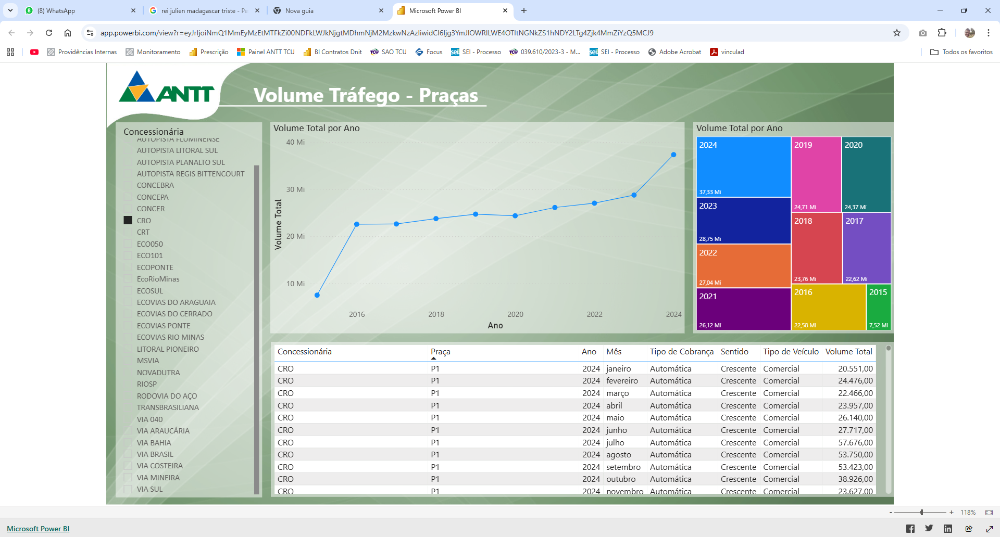 (8) WhatsApp
rei julien madagascar triste - Pe
Nova guia
Microsoft Power BI
app.powerbi.com/view?r=eyJrIjoiNmQ1MmEyMzEtMTFkZi00NDFkLWJkNjgtMDhmNjM2MzkwNzAzIiwidCI6Ijg3YmJlOWRlLWE4OTItNGNkZS1hNDY2LTg4Zjk4MmZiYzQ5MCJ9
Providências Internas
Monitoramento
Prescrição
Painel ANTT TCU
BI Contratos Dnit
SAO TCU
Focus
SEI - Processo
039.610/2023-3 - M...
SEI - Processo
Adobe Acrobat
vinculad
Todos os favoritos
ANTT
Volume Tráfego - Praças
Concessionária
AUTOPISTA FLUMINENSE
AUTOPISTA LITORAL SUL
AUTOPISTA PLANALTO SUL
AUTOPISTA REGIS BITTENCOURT
CONCEBRA
CONCEPA
CONCER
CRO
CRT
ECO050
ECO101
ECOPONTE
EcoRioMinas
ECOSUL
ECOVIAS DO ARAGUAIA
ECOVIAS DO CERRADO
ECOVIAS PONTE
ECOVIAS RIO MINAS
LITORAL PIONEIRO
MSVIA
NOVADUTRA
RIOSP
RODOVIA DO AÇO
TRANSBRASILIANA
VIA 040
VIA ARAUCÁRIA
VIA BAHIA
VIA BRASIL
VIA COSTEIRA
VIA MINEIRA
VIA SUL
Volume Total por Ano
40 Mi
30 Mi
20 Mi
10 Mi
Volume Total
2016 2018 2020 2022 2024
Ano
Volume Total por Ano
2024
37,33 Mi
2023
28,75 Mi
2022
27,04 Mi
2021
26,12 Mi
2019
24,71 Mi
2020
24,37 Mi
2018
23,76 Mi
2017
22,62 Mi
2016
22,58 Mi
2015
7,52 Mi
Concessionária Praça Ano Mês Tipo de Cobrança Sentido Tipo de Veículo Volume Total
CRO P1 2024 janeiro Automática Crescente Comercial 20.551,00
CRO P1 2024 fevereiro Automática Crescente Comercial 24.476,00
CRO P1 2024 março Automática Crescente Comercial 22.466,00
CRO P1 2024 abril Automática Crescente Comercial 23.957,00
CRO P1 2024 maio Automática Crescente Comercial 26.140,00
CRO P1 2024 junho Automática Crescente Comercial 27.717,00
CRO P1 2024 julho Automática Crescente Comercial 57.676,00
CRO P1 2024 agosto Automática Crescente Comercial 53.750,00
CRO P1 2024 setembro Automática Crescente Comercial 53.423,00
CRO P1 2024 outubro Automática Crescente Comercial 38.926,00
CRO P1 2024 novembro Automática Crescente Comercial 23.627,00
- + 118%
Microsoft Power BI